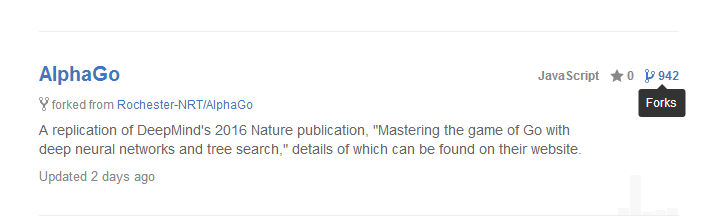 AlphaGo
JavaScript 0 942
forked from Rochester-NRT/AlphaGo
Forks
A replication of DeepMind's 2016 Nature publication, "Mastering the game of Go with
deep neural networks and tree search," details of which can be found on their website.
Updated 2 days ago